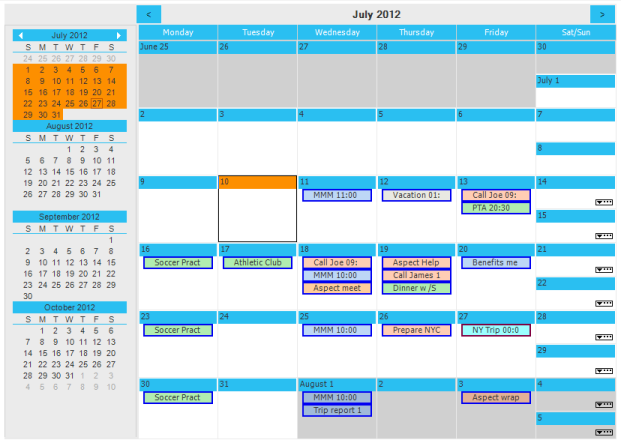 < July 2012 >
July 2012
S M T W T F S
24 25 26 27 28 29 30
1 2 3 4 5 6 7
8 9 10 11 12 13 14
15 16 17 18 19 20 21
22 23 24 25 26 27 28
29 30 31
August 2012
S M T W T F S
1 2 3 4
5 6 7 8 9 10 11
12 13 14 15 16 17 18
19 20 21 22 23 24 25
26 27 28 29 30 31
September 2012
S M T W T F S
1
2 3 4 5 6 7 8
9 10 11 12 13 14 15
16 17 18 19 20 21 22
23 24 25 26 27 28 29
30
October 2012
S M T W T F S
1 2 3 4 5 6
7 8 9 10 11 12 13
14 15 16 17 18 19 20
21 22 23 24 25 26 27
28 29 30 31 1 2 3
4 5 6 7 8 9 10
Monday Tuesday Wednesday Thursday Friday Sat/Sun
June 25 26 27 28 29 30
July 1
2 3 4 5 6 7
8
9 10 11 12 13 14
MMM 11:00 Vacation 01: Call Joe 09:
PTA 20:30
15
16 17 18 19 20 21
Soccer Pract Athletic Club Call Joe 09: Aspect Help Benefits me
MMM 10:00 Call James 1
22
Aspect meet Dinner w/S
23 24 25 26 27 28
Soccer Pract MMM 10:00 Prepare NYC NY Trip 00:0
29
30 31 August 1 2 3 4
Soccer Pract MMM 10:00 Aspect wrap
Trip report 1
5